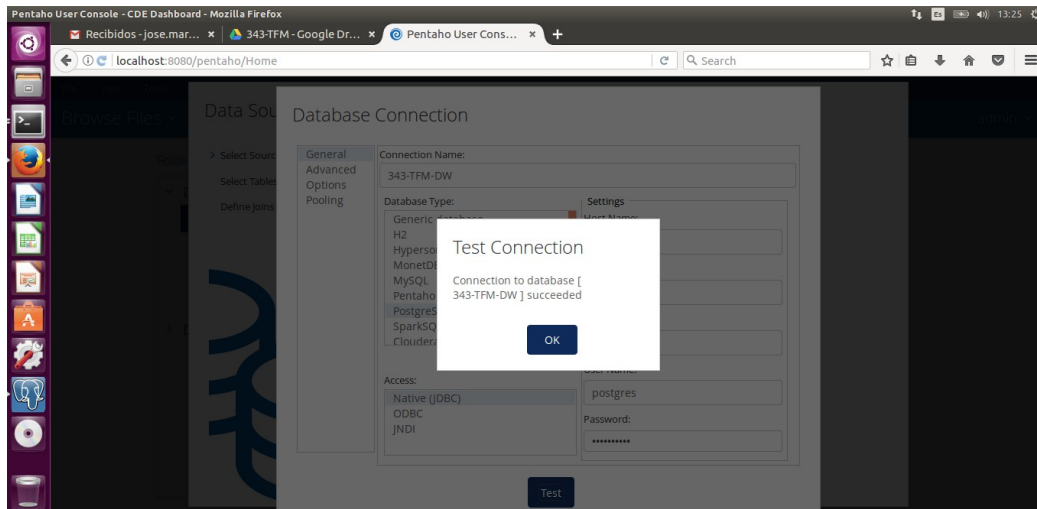 Pentaho User Console - CDE Dashboard - Mozilla Firefox
Es 13:25
Recibidos - jose.mar... × 343-TFM - Google Dr... × Pentaho User Cons... × +
localhost:8080/pentaho/Home
Search
Browse Files
admin
Data Sou
Database Connection
> Select Sourc
Select Tables
Define Joins
General
Advanced
Options
Pooling
Connection Name:
343-TFM-DW
Database Type:
Generic database
H2
Hyperso
MonetDB
MySQL
Pentaho
PostgreS
SparkSQ
Cloudera
Settings
Host Name:
Test Connection
Connection to database [
343-TFM-DW ] succeeded
OK
User Name:
postgres
Password:
••••••••••
Access:
Native (JDBC)
ODBC
JNDI
Test